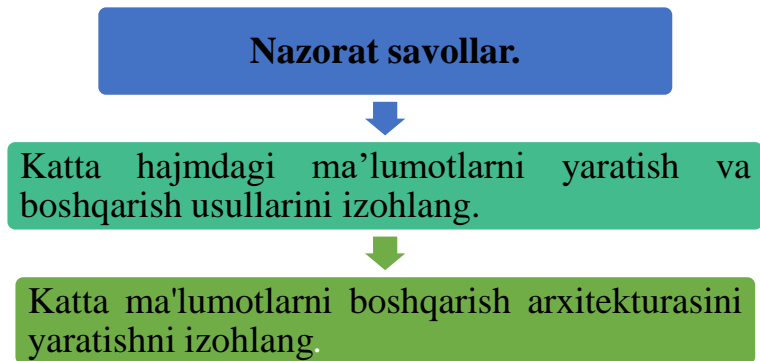 Nazorat savollar.
Katta hajmdagi ma’lumotlarni yaratish va
boshqarish usullarini izohlang.
Katta ma'lumotlarni boshqarish arxitekturasini
yaratishni izohlang.